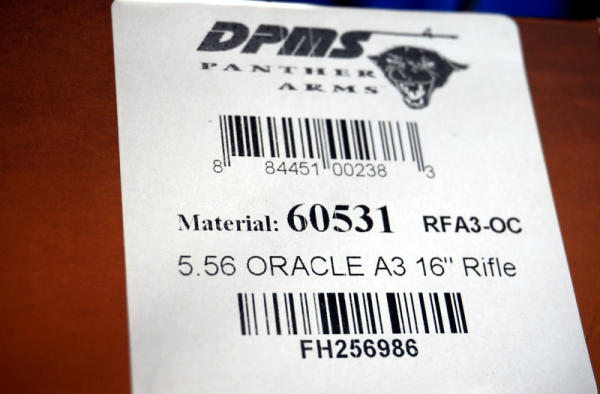 DPMS
PANTHER
ARMS
8 84451 00238 3
Material: 60531 RFA3-OC
5.56 ORACLE A3 16" Rifle
FH256986